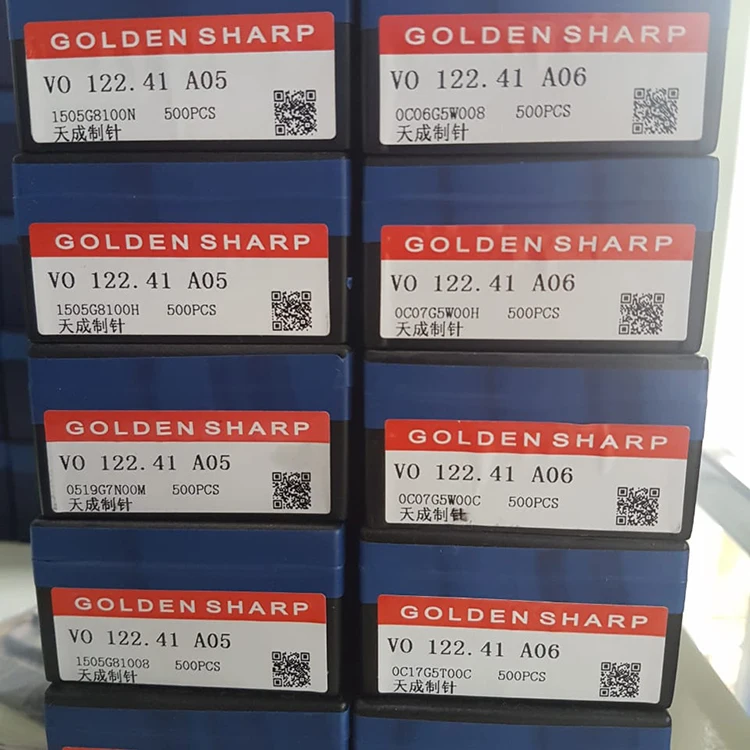 GOLDEN SHARP
VO 122.41 A05
1505G8100N 500PCS
天成制针
GOLDEN SHARP
VO 122.41 A06
0C06G5W008 500PCS
天成制针
GOLDEN SHARP
VO 122.41 A05
1505G8100H 500PCS
天成制针
GOLDEN SHARP
VO 122.41 A06
0C07G5W00H 500PCS
天成制针
GOLDEN SHARP
VO 122.41 A05
0519G7N00M 500PCS
天成制针
GOLDEN SHARP
VO 122.41 A06
0C07G5W00C 500PCS
天成制针
GOLDEN SHARP
VO 122.41 A05
1505G81008 500PCS
天成制针
GOLDEN SHARP
VO 122.41 A06
0C17G5T00C 500PCS
天成制针